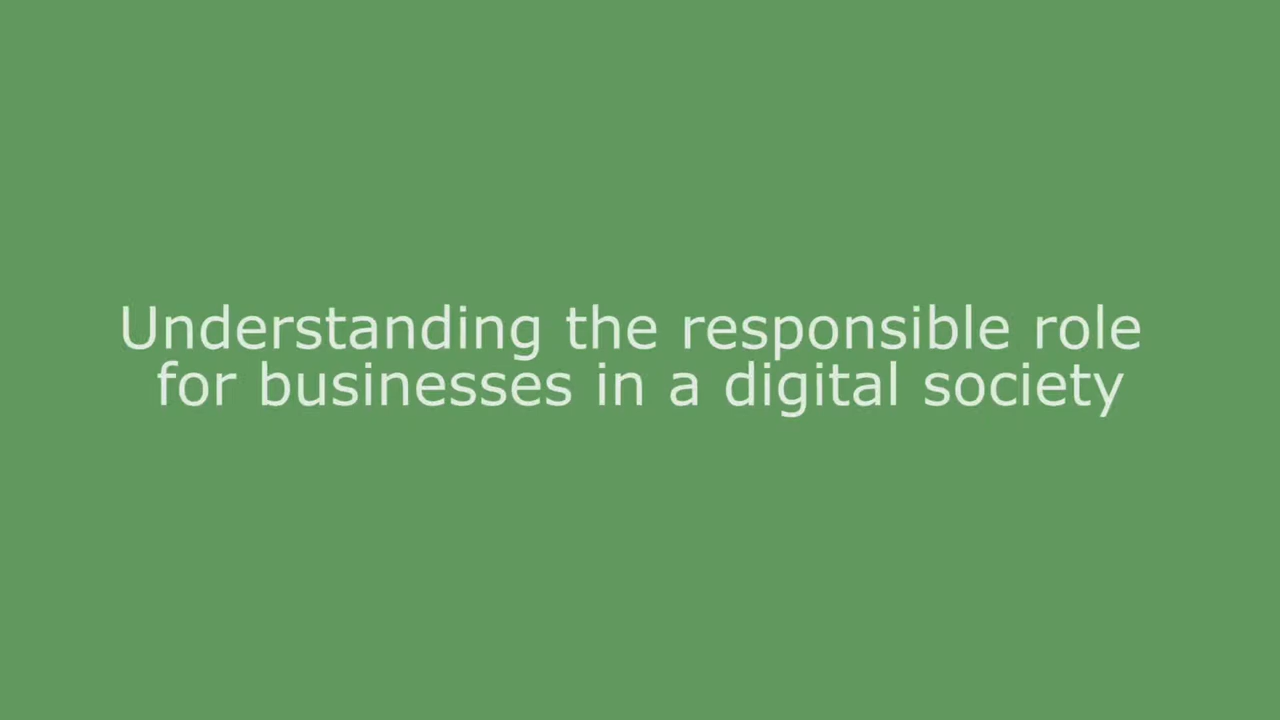 Understanding the responsible role
for businesses in a digital society